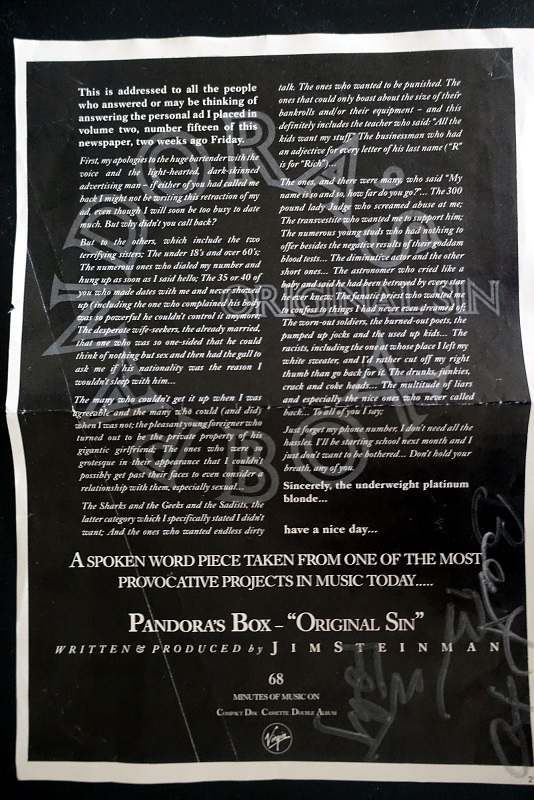 This is addressed to all the people
who answered or may be thinking of
answering the personal ad I placed in
volume two, number fifteen of this
newspaper, two weeks ago Friday.
First, my apologies to the huge bartender with the
voice and the light-hearted, dark-skinned
advertising man – if either of you had called me
back I might not be writing this retraction of my
ad even though I will soon be too busy to date
much. But why didn't you call back?
But to the others, which include the two
terrifying sisters; The under 18's and over 60's;
The numerous ones who dialed my number and
hung up as soon as I said hello; The 35 or 40 of
you who made dates with me and never showed
up (including the one who complained his body
was so powerful he couldn't control it anymore);
The desperate wife-seekers, the already married,
that one who was so one-sided that he could
think of nothing but sex and then had the gall to
ask me if his nationality was the reason I
wouldn't sleep with him...
The many who couldn't get it up when I was
agreeable and the many who could (and did)
when I was not; the pleasant young foreigner who
turned out to be the private property of his
gigantic girlfriend; The ones who were so
grotesque in their appearance that I couldn't
possibly get past their faces to even consider a
relationship with them, especially sexual...
The Sharks and the Geeks and the Sadists, the
latter category which I specifically stated I didn't
want; And the ones who wanted endless dirty
talk. The ones who wanted to be punished. The
ones that could only boast about the size of their
bankrolls and/or their equipment – and this
definitely includes the teacher who said: "All the
kids want my stuff." The businessman who had
an adjective for every letter of his last name ("R"
is for "Rich")...
The ones, and there were many who said "My
name is so and so, how far do you go?"... The 300
pound lady Judge who screamed abuse at me;
The transvestite who wanted me to support him;
The numerous young studs who had nothing to
offer besides the negative results of their goddam
blood tests... The diminutive actor and the other
short ones... The astronomer who cried like a
baby and said he had been betrayed by every star
he ever knew. The fanatic priest who wanted me
to confess to things I had never even dreamed of.
The worn-out soldiers, the burned-out poets, the
pumped up jocks and the used up kids... The
racists, including the one at whose place I left my
white sweater, and I'd rather cut off my right
thumb than go back for it. The drunks, junkies,
crack and coke heads... The multitude of liars
and especially the nice ones who never called
back... To all of you I say;
Just forget my phone number, I don't need all the
hassles. I'll be starting school next month and I
just don't want to be bothered... Don't hold your
breath, any of you.
Sincerely, the underweight platinum
blonde...
have a nice day...
ORIGINAL SIN
A SPOKEN WORD PIECE TAKEN FROM ONE OF THE MOST
PROVOCATIVE PROJECTS IN MUSIC TODAY.....
PANDORA'S BOX – "ORIGINAL SIN"
WRITTEN & PRODUCED by JIM STEINMAN
68
MINUTES OF MUSIC ON
COMPACT DISC CASSETTE DOUBLE ALBUM
Virgin